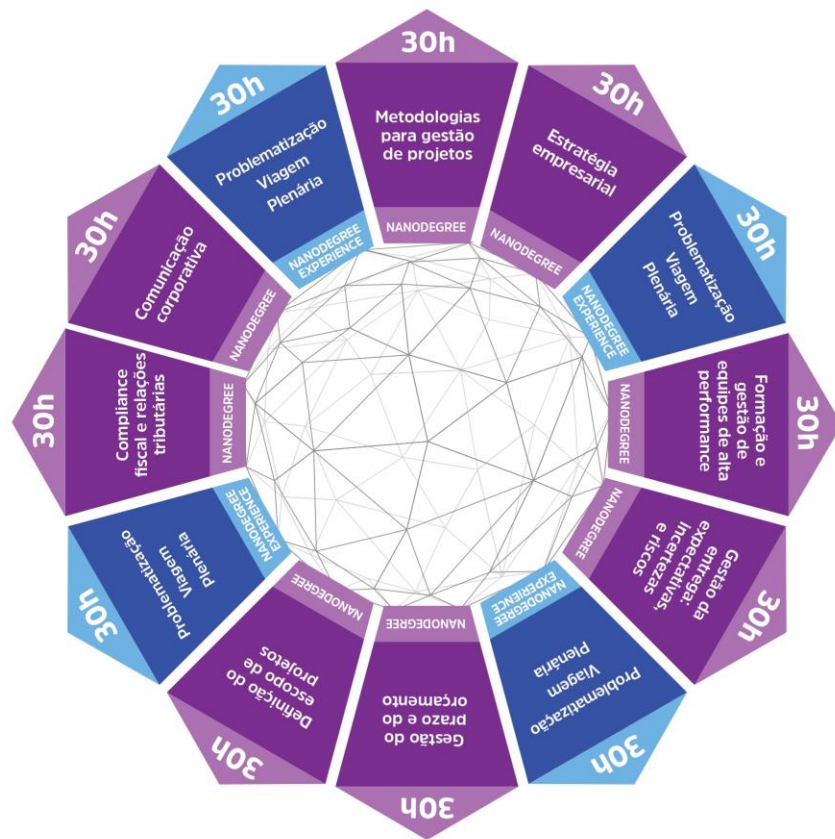 30h
Metodologias
para gestão
de projetos
NANODEGREE
30h
Estratégia
empresarial
NANODEGREE
30h
Problematização
Viagem
Plenária
NANODEGREE
EXPERIENCE
30h
Formação e
gestão de
equipes de alta
performance
NANODEGREE
30h
Gestão da
entrega:
expectativas,
incertezas
e riscos
NANODEGREE
30h
Problematização
Viagem
Plenária
NANODEGREE
EXPERIENCE
30h
Gestão do
prazo e do
orçamento
NANODEGREE
30h
Definição do
escopo de
projetos
NANODEGREE
30h
Problematização
Viagem
Plenária
NANODEGREE
EXPERIENCE
30h
Compliance
fiscal e relações
tributárias
NANODEGREE
30h
Comunicação
corporativa
NANODEGREE
30h
Problematização
Viagem
Plenária
NANODEGREE
EXPERIENCE